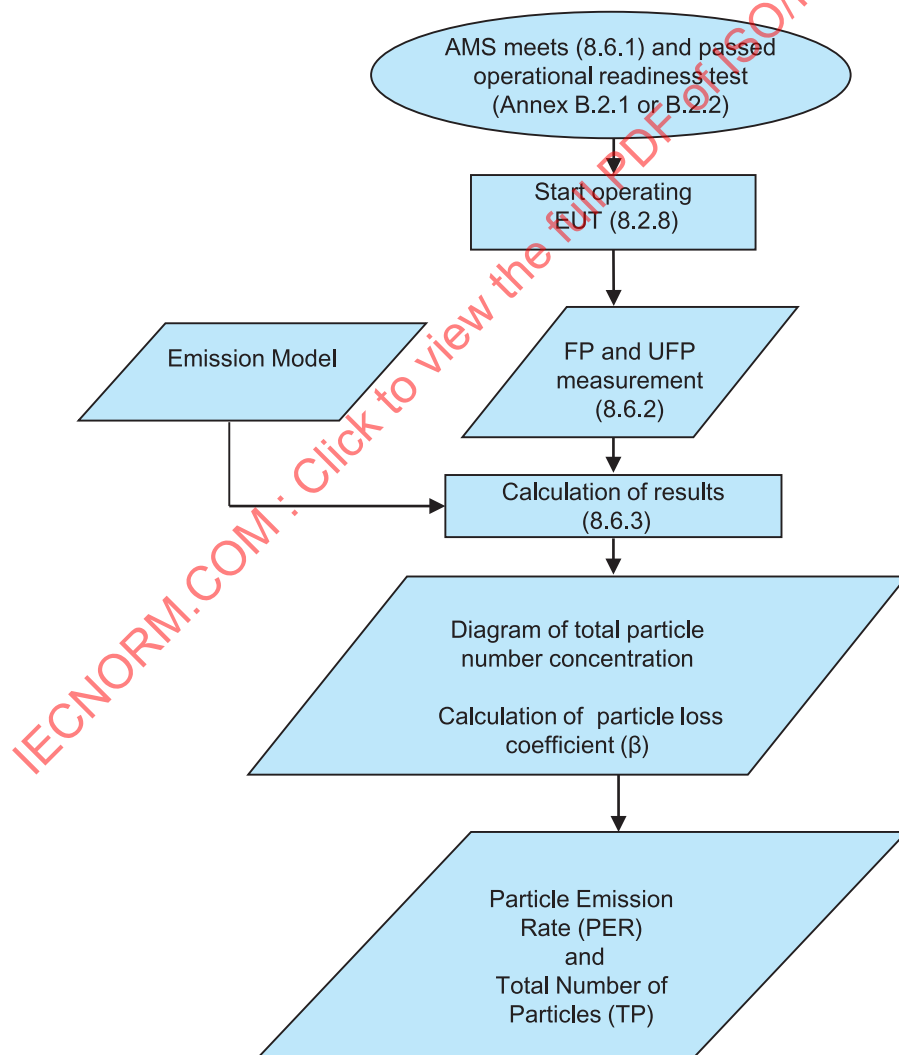 AMS meets (8.6.1) and passed
operational readiness test
(Annex B.2.1 or B.2.2)
Start operating
EUT (8.2.8)
Emission Model
FP and UFP
measurement
(8.6.2)
Calculation of results
(8.6.3)
Diagram of total particle
number concentration
Calculation of particle loss
coefficient (β)
Particle Emission
Rate (PER)
and
Total Number of
Particles (TP)
IECNORM.COM : Click to view the full PDF of ISO/